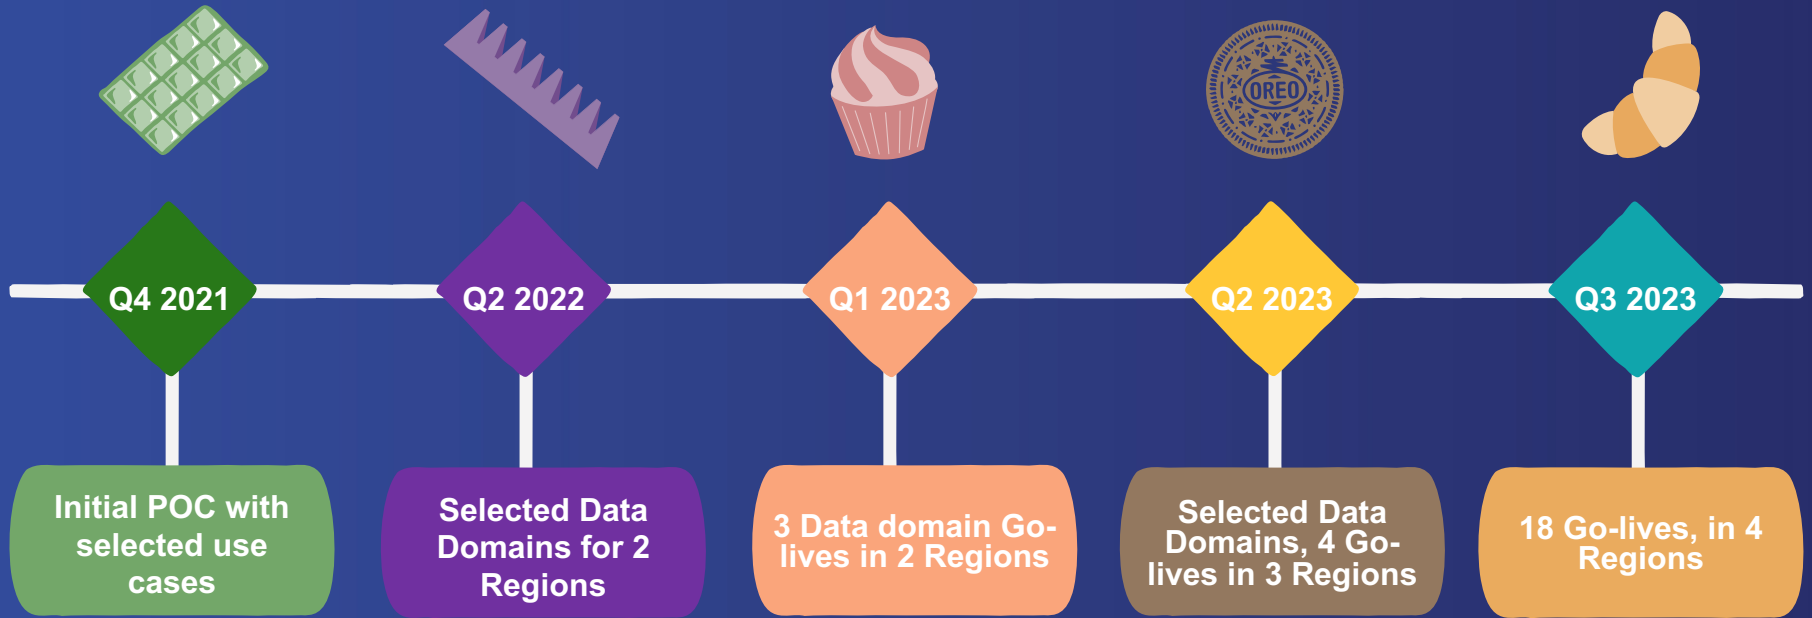 OREO
Q4 2021
Q2 2022
Q1 2023
Q2 2023
Q3 2023
Initial POC with
selected use
cases
Selected Data
Domains for 2
Regions
3 Data domain Go-
lives in 2 Regions
Selected Data
Domains, 4 Go-
lives in 3 Regions
18 Go-lives, in 4
Regions